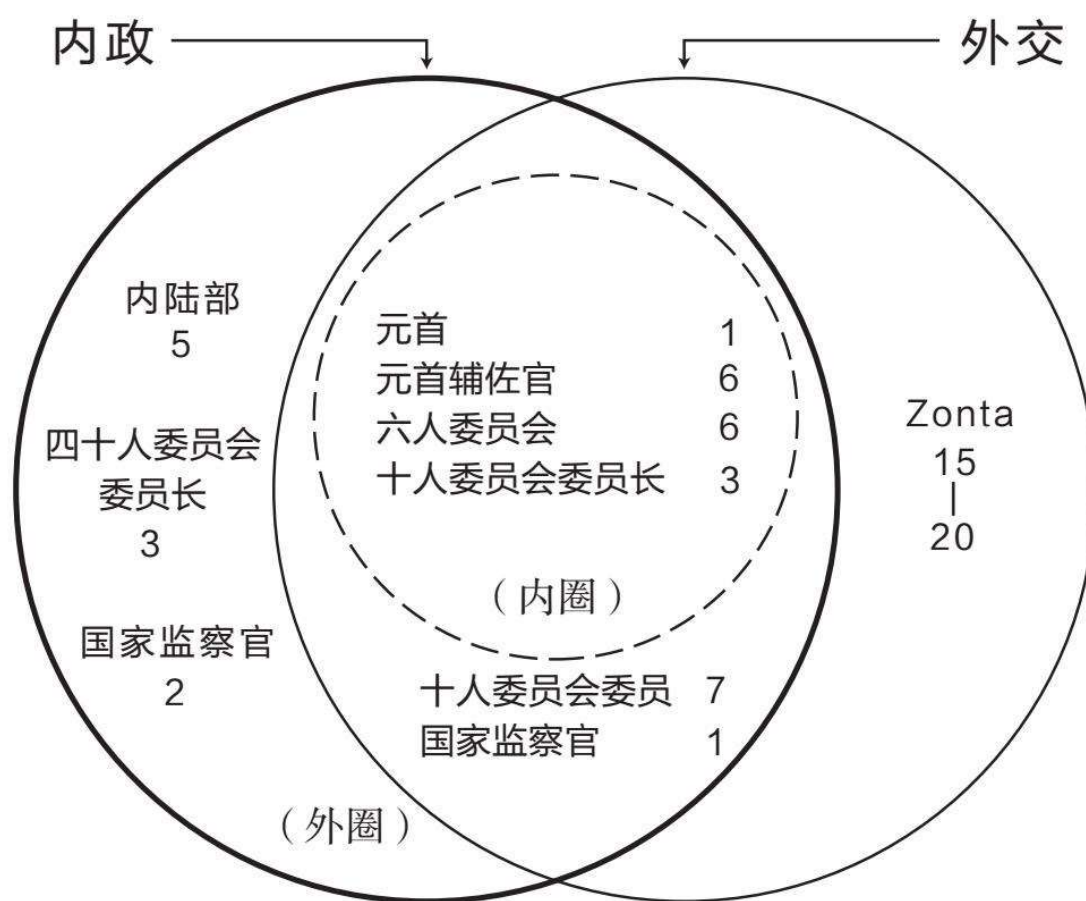 内政
外交
内陆部
5
四十人委员会
委员长
3
国家监察官
2
元首 1
元首辅佐官 6
六人委员会 6
十人委员会委员长 3
（内圈）
十人委员会委员 7
国家监察官 1
（外圈）
Zonta
15
|
20